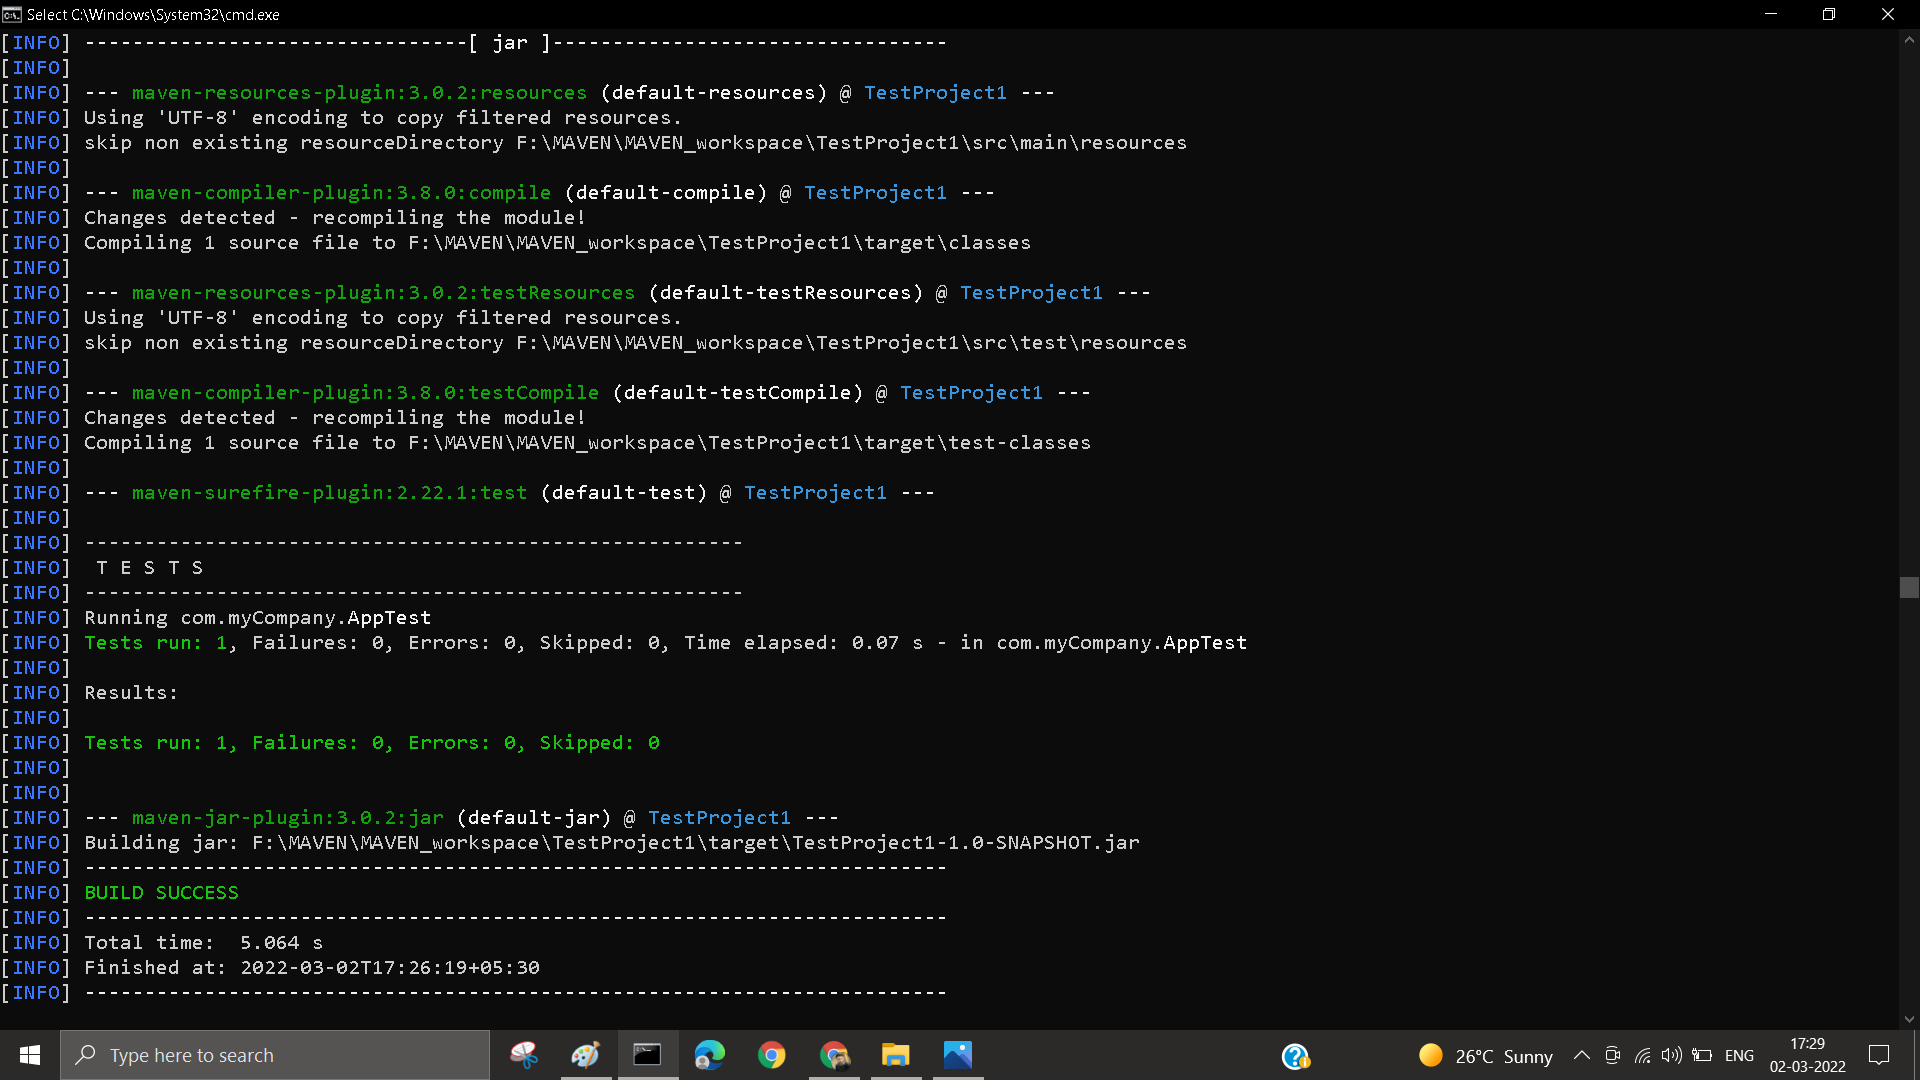 Select C:\Windows\System32\cmd.exe
[INFO] --------------------------------[ jar ]---------------------------------
[INFO]
[INFO] --- maven-resources-plugin:3.0.2:resources (default-resources) @ TestProject1 ---
[INFO] Using 'UTF-8' encoding to copy filtered resources.
[INFO] skip non existing resourceDirectory F:\MAVEN\MAVEN_workspace\TestProject1\src\main\resources
[INFO]
[INFO] --- maven-compiler-plugin:3.8.0:compile (default-compile) @ TestProject1 ---
[INFO] Changes detected - recompiling the module!
[INFO] Compiling 1 source file to F:\MAVEN\MAVEN_workspace\TestProject1\target\classes
[INFO]
[INFO] --- maven-resources-plugin:3.0.2:testResources (default-testResources) @ TestProject1 ---
[INFO] Using 'UTF-8' encoding to copy filtered resources.
[INFO] skip non existing resourceDirectory F:\MAVEN\MAVEN_workspace\TestProject1\src\test\resources
[INFO]
[INFO] --- maven-compiler-plugin:3.8.0:testCompile (default-testCompile) @ TestProject1 ---
[INFO] Changes detected - recompiling the module!
[INFO] Compiling 1 source file to F:\MAVEN\MAVEN_workspace\TestProject1\target\test-classes
[INFO]
[INFO] --- maven-surefire-plugin:2.22.1:test (default-test) @ TestProject1 ---
[INFO]
[INFO] -------------------------------------------------------
[INFO]  T E S T S
[INFO] -------------------------------------------------------
[INFO] Running com.myCompany.AppTest
[INFO] Tests run: 1, Failures: 0, Errors: 0, Skipped: 0, Time elapsed: 0.07 s - in com.myCompany.AppTest
[INFO]
[INFO] Results:
[INFO]
[INFO] Tests run: 1, Failures: 0, Errors: 0, Skipped: 0
[INFO]
[INFO]
[INFO] --- maven-jar-plugin:3.0.2:jar (default-jar) @ TestProject1 ---
[INFO] Building jar: F:\MAVEN\MAVEN_workspace\TestProject1\target\TestProject1-1.0-SNAPSHOT.jar
[INFO] ------------------------------------------------------------------------
[INFO] BUILD SUCCESS
[INFO] ------------------------------------------------------------------------
[INFO] Total time:  5.064 s
[INFO] Finished at: 2022-03-02T17:26:19+05:30
[INFO] ------------------------------------------------------------------------
Type here to search
26°C Sunny
ENG
17:29
02-03-2022